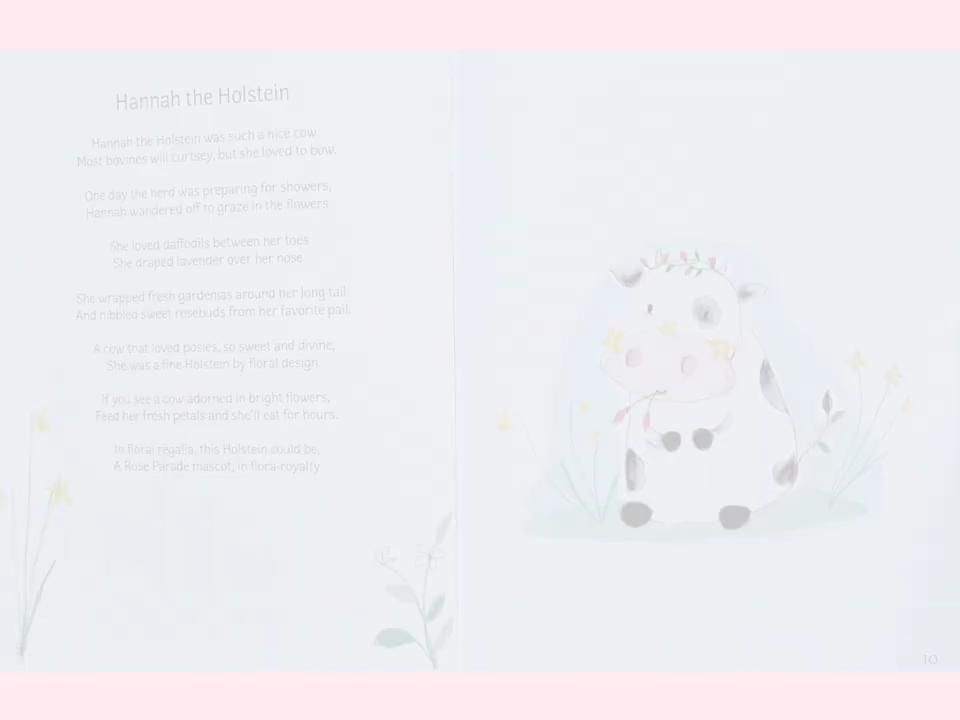 Hannah the Holstein
Hannah the Holstein was such a nice cow
Most bovines will curtsey, but she loved to bow.
One day the herd was preparing for showers,
Hannah wandered off to graze in the flowers
She loved daffodils between her toes
She draped lavender over her nose
She wrapped fresh gardenias around her long tail
And nibbled sweet rosebuds from her favorite pail.
A cow that loved posies, so sweet and divine,
She was a fine Holstein by floral design.
If you see a cow adorned in bright flowers,
Feed her fresh petals and she'll eat for hours.
In floral regalia, this Holstein could be,
A Rose Parade mascot, in flora-royalty
10